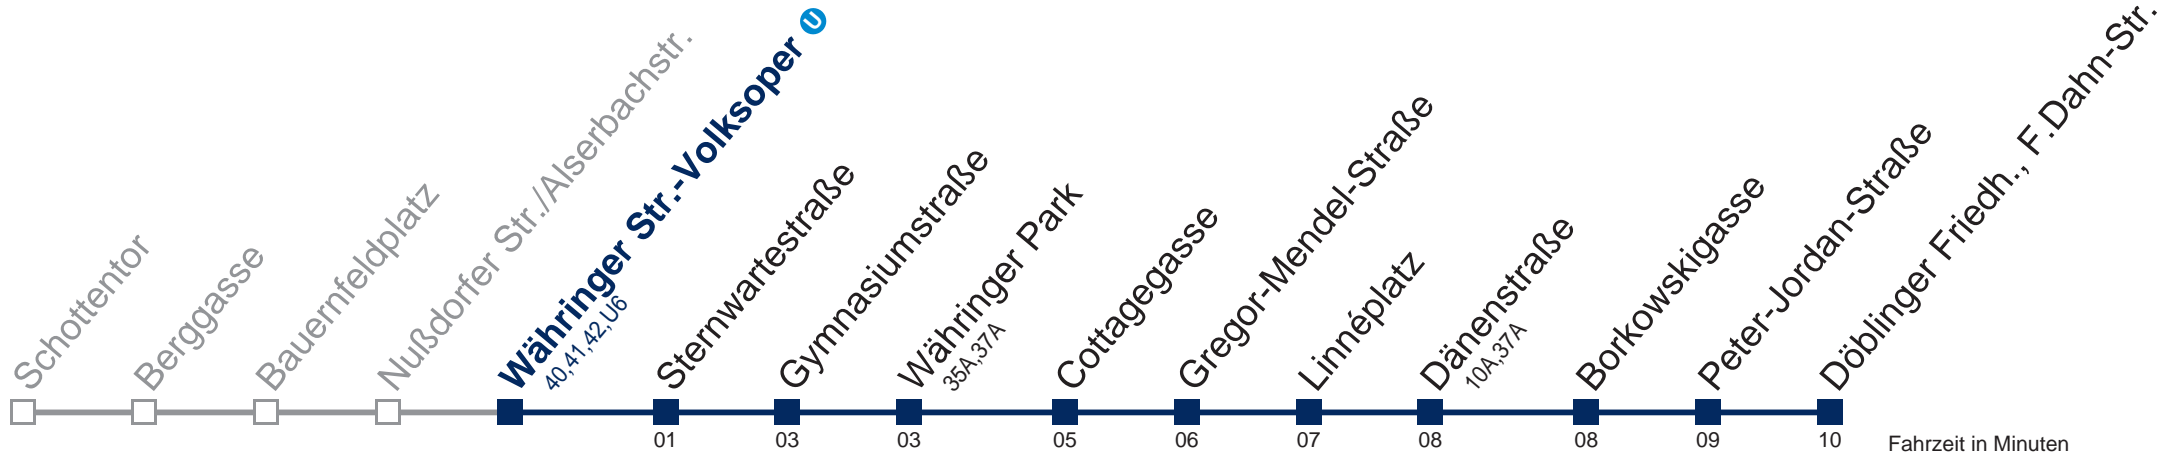 Schottentor
Berggasse
Bauernfeldplatz
Nußdorfer Str./Alserbachstr.
Währinger Str.-Volksoper U
40,41,42,U6
Sternwartestraße
Gymnasiumstraße
Währinger Park
35A,37A
Cottagegasse
Gregor-Mendel-Straße
Linnéplatz
Dänenstraße
10A,37A
Borkowskigasse
Peter-Jordan-Straße
Döblinger Friedh., F.Dahn-Str.
01 03 03 05 06 07 08 08 09 10 Fahrzeit in Minuten